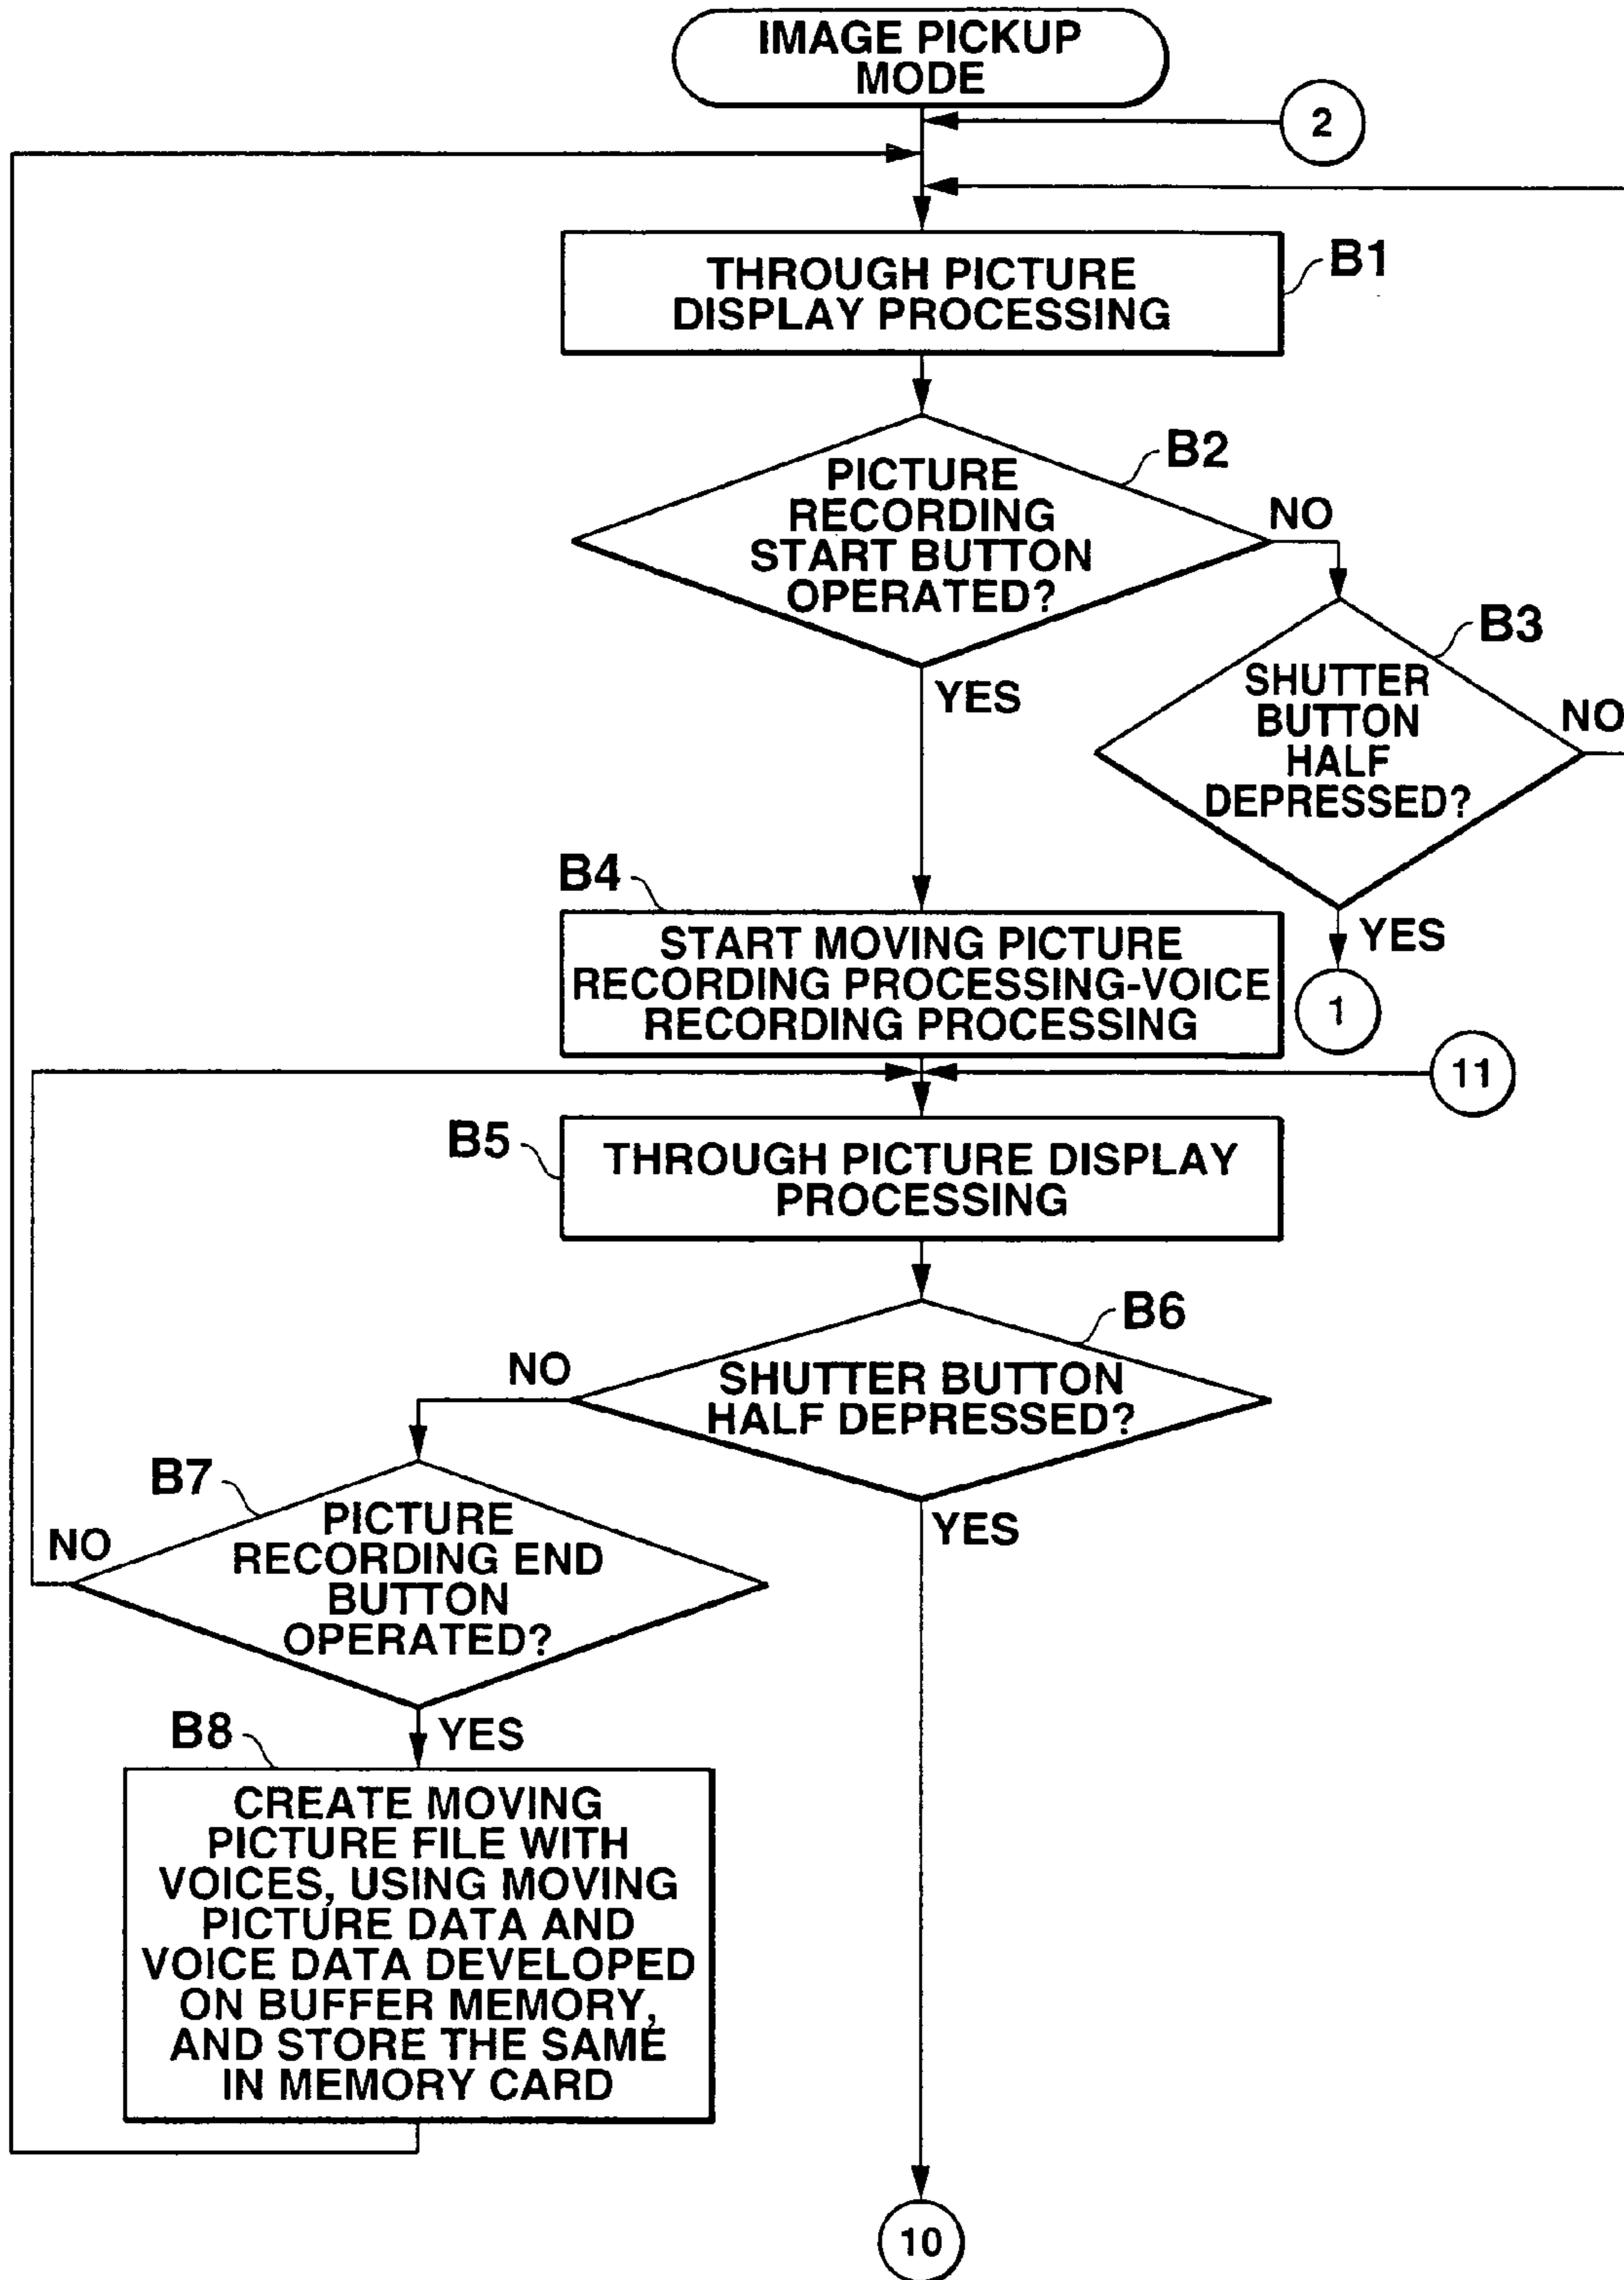 IMAGE PICKUP
MODE
2
THROUGH PICTURE
DISPLAY PROCESSING
B1
B2
PICTURE
RECORDING
START BUTTON
OPERATED?
NO
YES
B3
SHUTTER
BUTTON
HALF
DEPRESSED?
NO
YES
1
B4
START MOVING PICTURE
RECORDING PROCESSING-VOICE
RECORDING PROCESSING
11
B5
THROUGH PICTURE DISPLAY
PROCESSING
B6
SHUTTER BUTTON
HALF DEPRESSED?
NO
YES
B7
PICTURE
RECORDING END
BUTTON
OPERATED?
NO
YES
B8
CREATE MOVING
PICTURE FILE WITH
VOICES, USING MOVING
PICTURE DATA AND
VOICE DATA DEVELOPED
ON BUFFER MEMORY,
AND STORE THE SAME
IN MEMORY CARD
10